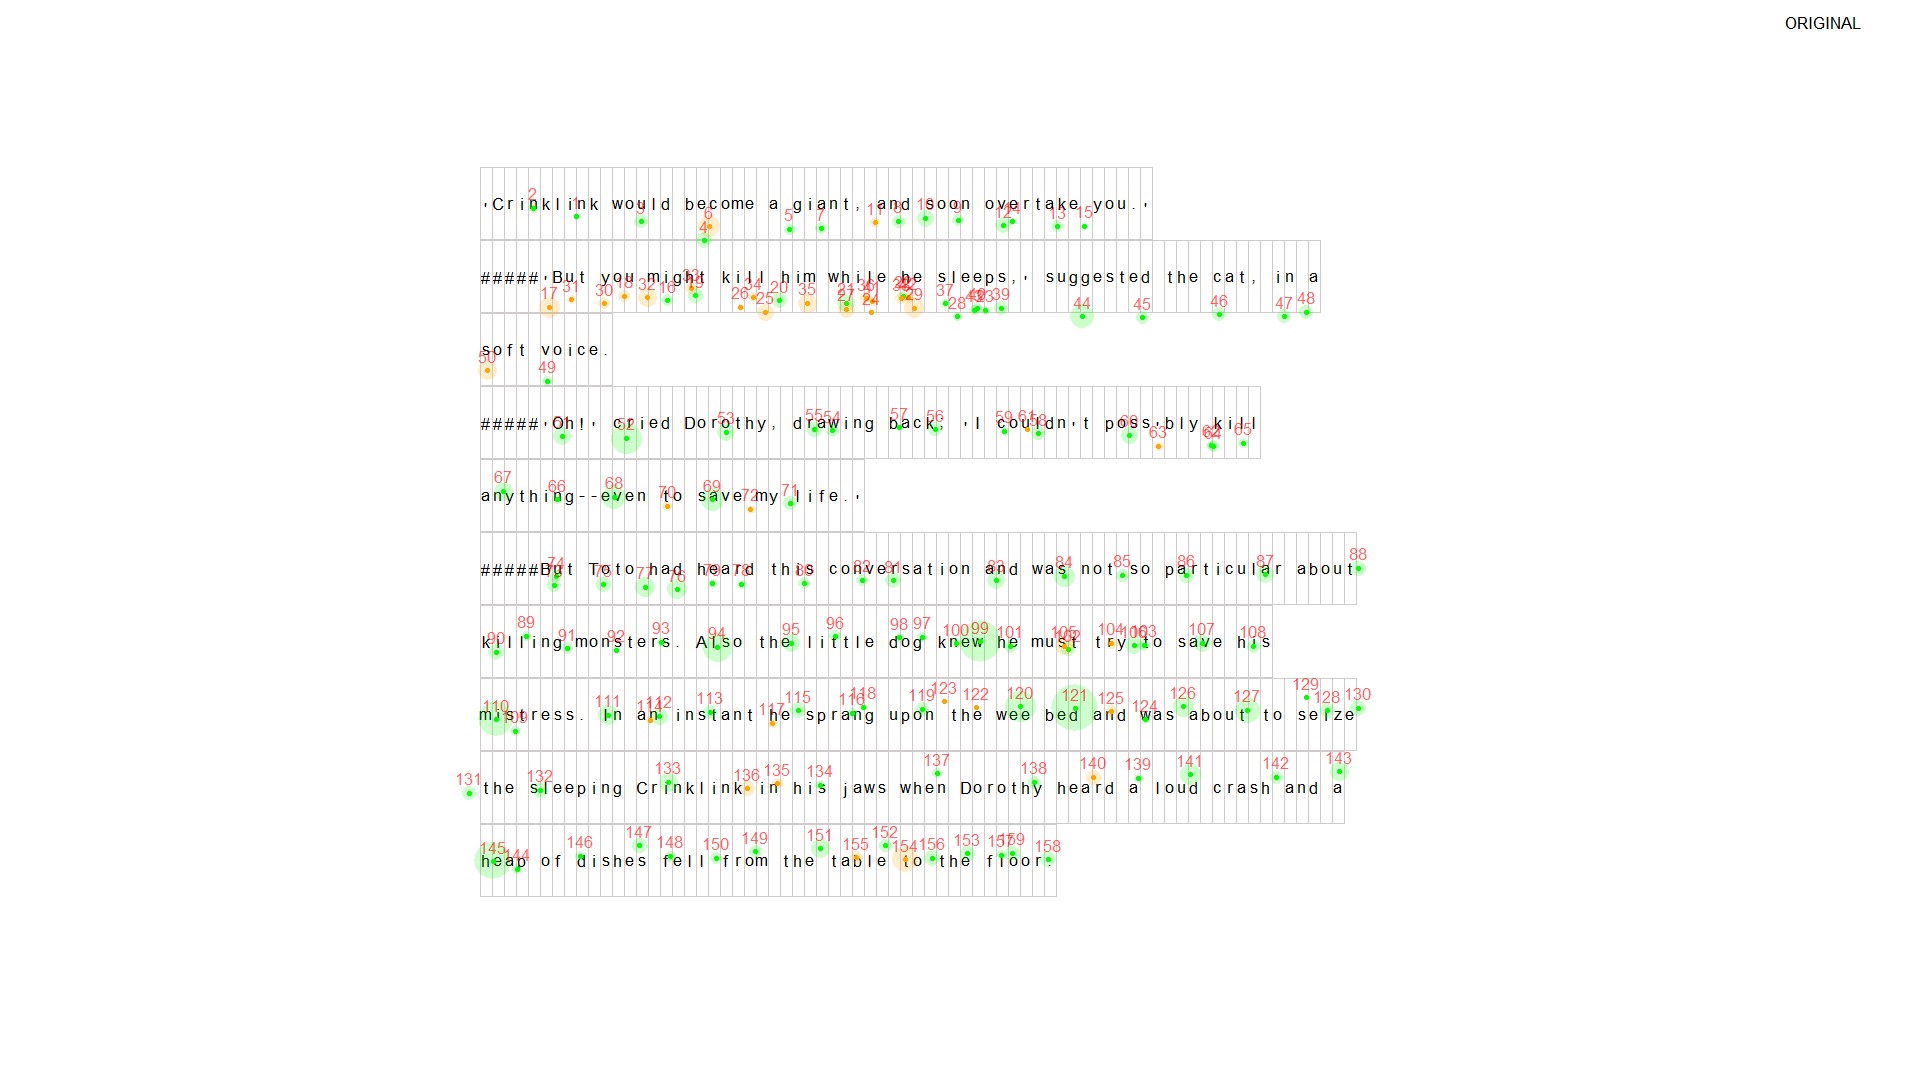 ORIGINAL
'Crinklink would become a giant, and soon overtake you.'
#####'But you might kill him while he sleeps,' suggested the cat, in a
soft voice.
#####'Oh!' cried Dorothy, drawing back; 'I couldn't poss'bly kill
anything--even to save my life.'
#####But Toto had heard this conversation and was not so particular about
killing monsters. Also the little dog knew he must try to save his
mistress. In an instant he sprang upon the wee bed and was about to seize
the sleeping Crinklink in his jaws when Dorothy heard a loud crash and a
heap of dishes fell from the table to the floor.